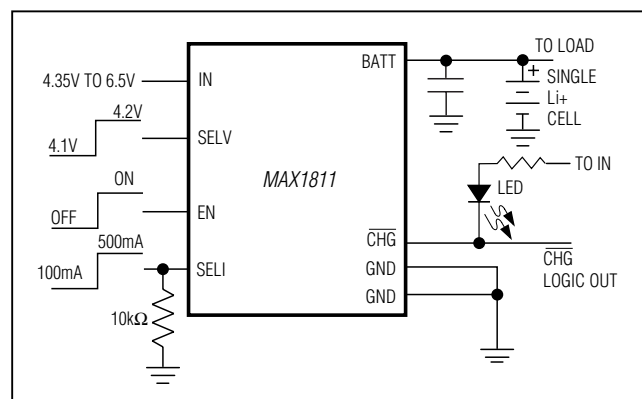 BATT
TO LOAD
4.35V TO 6.5V
IN
+
SINGLE
Li+
CELL
4.2V
4.1V
SELV
MAX1811
TO IN
LED
ON
OFF
EN
500mA
100mA
SELI
10kΩ
CHG
GND
GND
CHG
LOGIC OUT